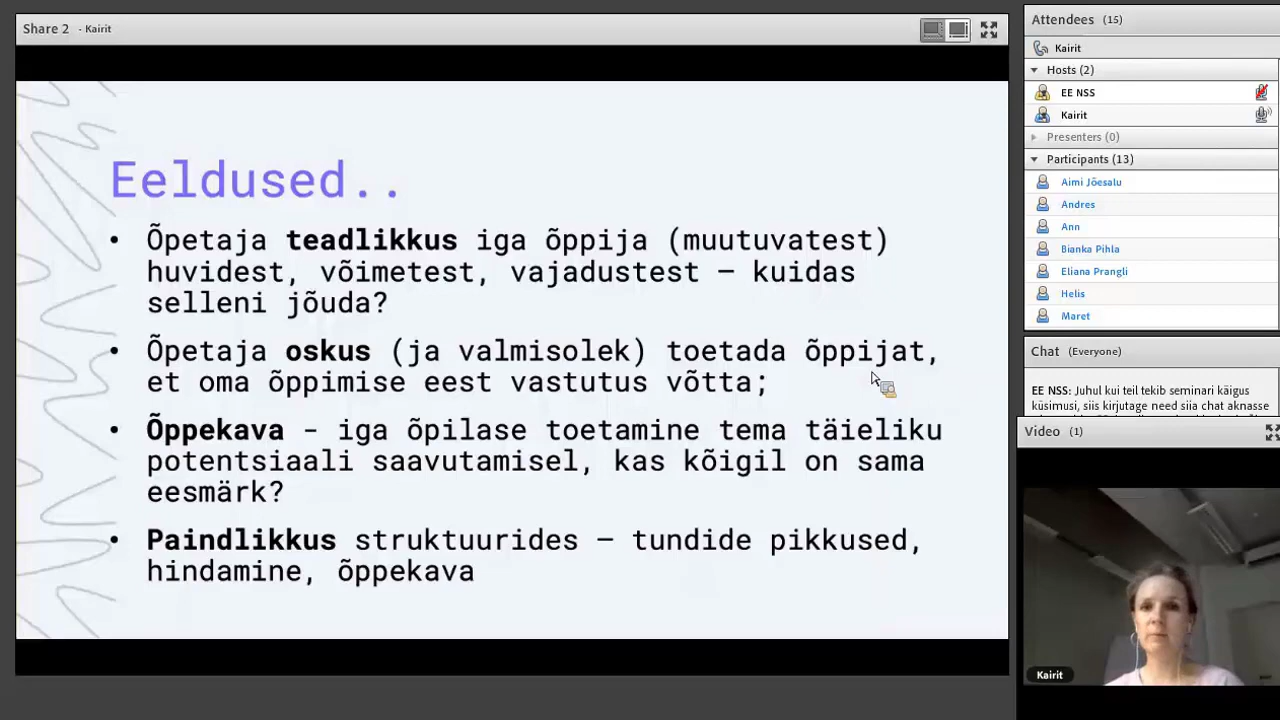 Share 2 - Kairit
Eeldused..
• Õpetaja teadlikkus iga õppija (muutuvatest)
huvidest, võimetest, vajadustest – kuidas
selleni jõuda?
• Õpetaja oskus (ja valmisolek) toetada õppijat,
et oma õppimise eest vastutus võtta;
• Õppekava - iga õpilase toetamine tema täieliku
potentsiaali saavutamisel, kas kõigil on sama
eesmärk?
• Paindlikkus struktuurides – tundide pikkused,
hindamine, õppekava
Attendees (15)
Kairit
Hosts (2)
EE NSS
Kairit
Presenters (0)
Participants (13)
Aimi Jõesalu
Andres
Ann
Bianka Pihla
Eliana Prangli
Helis
Maret
Chat (Everyone)
EE NSS: Juhul kui teil tekib seminari käigus
küsimusi, siis kirjutage need siia chat aknasse
Video (1)
Kairit